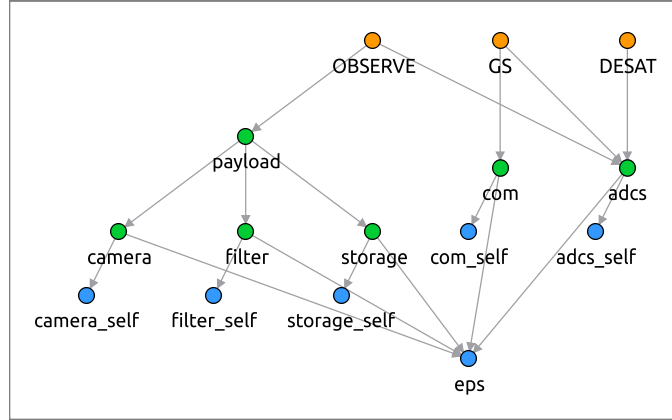 OBSERVE
GS
DESAT
payload
com
adcs
camera
filter
storage
com_self
adcs_self
camera_self
filter_self
storage_self
eps